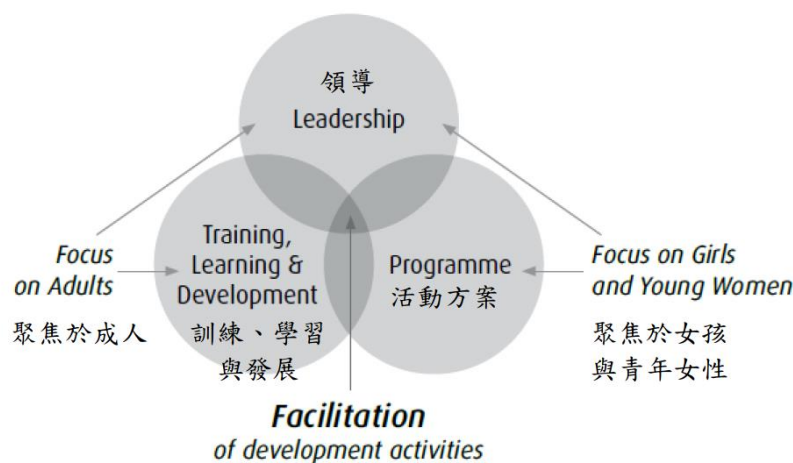 領導
Leadership
Training,
Learning &
Development
訓練、學習
與發展
Programme
活動方案
Focus
on Adults
聚焦於成人
Focus on Girls
and Young Women
聚焦於女孩
與青年女性
Facilitation
of development activities